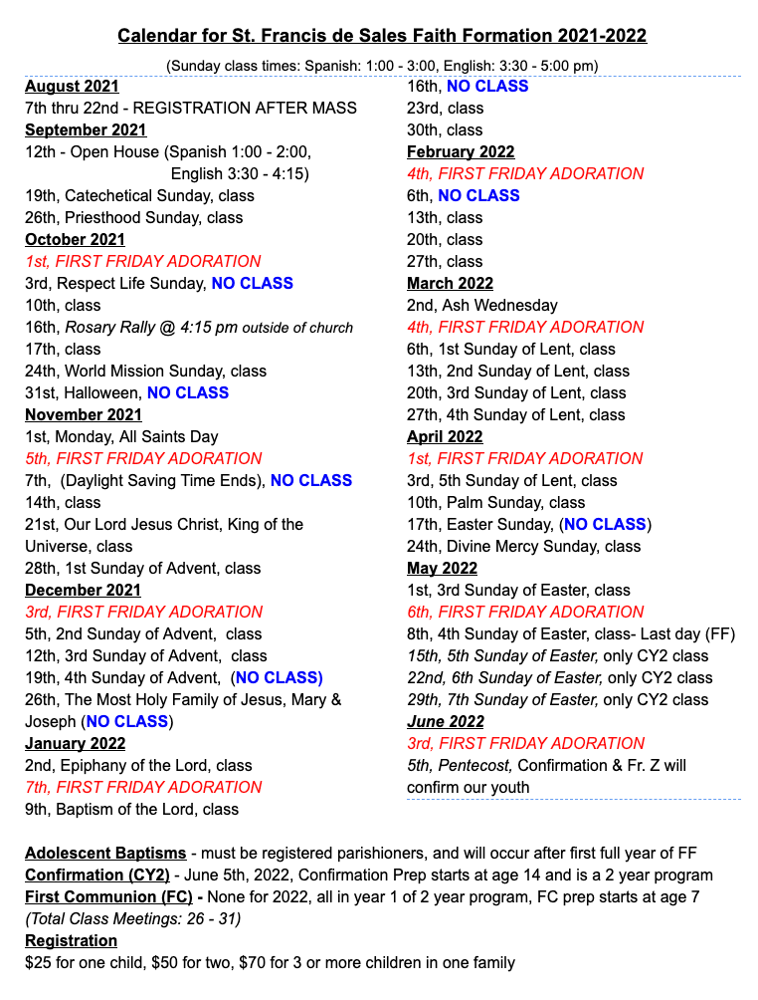 Calendar for St. Francis de Sales Faith Formation 2021-2022
(Sunday class times: Spanish: 1:00 - 3:00, English: 3:30 - 5:00 pm)
August 2021
7th thru 22nd - REGISTRATION AFTER MASS
September 2021
12th - Open House (Spanish 1:00 - 2:00,
English 3:30 - 4:15)
19th, Catechetical Sunday, class
26th, Priesthood Sunday, class
October 2021
1st, FIRST FRIDAY ADORATION
3rd, Respect Life Sunday, NO CLASS
10th, class
16th, Rosary Rally @ 4:15 pm outside of church
17th, class
24th, World Mission Sunday, class
31st, Halloween, NO CLASS
November 2021
1st, Monday, All Saints Day
5th, FIRST FRIDAY ADORATION
7th,  (Daylight Saving Time Ends), NO CLASS
14th, class
21st, Our Lord Jesus Christ, King of the
Universe, class
28th, 1st Sunday of Advent, class
December 2021
3rd, FIRST FRIDAY ADORATION
5th, 2nd Sunday of Advent,  class
12th, 3rd Sunday of Advent,  class
19th, 4th Sunday of Advent,  (NO CLASS)
26th, The Most Holy Family of Jesus, Mary &
Joseph (NO CLASS)
January 2022
2nd, Epiphany of the Lord, class
7th, FIRST FRIDAY ADORATION
9th, Baptism of the Lord, class
16th, NO CLASS
23rd, class
30th, class
February 2022
4th, FIRST FRIDAY ADORATION
6th, NO CLASS
13th, class
20th, class
27th, class
March 2022
2nd, Ash Wednesday
4th, FIRST FRIDAY ADORATION
6th, 1st Sunday of Lent, class
13th, 2nd Sunday of Lent, class
20th, 3rd Sunday of Lent, class
27th, 4th Sunday of Lent, class
April 2022
1st, FIRST FRIDAY ADORATION
3rd, 5th Sunday of Lent, class
10th, Palm Sunday, class
17th, Easter Sunday, (NO CLASS)
24th, Divine Mercy Sunday, class
May 2022
1st, 3rd Sunday of Easter, class
6th, FIRST FRIDAY ADORATION
8th, 4th Sunday of Easter, class- Last day (FF)
15th, 5th Sunday of Easter, only CY2 class
22nd, 6th Sunday of Easter, only CY2 class
29th, 7th Sunday of Easter, only CY2 class
June 2022
3rd, FIRST FRIDAY ADORATION
5th, Pentecost, Confirmation & Fr. Z will
confirm our youth
Adolescent Baptisms - must be registered parishioners, and will occur after first full year of FF
Confirmation (CY2) - June 5th, 2022, Confirmation Prep starts at age 14 and is a 2 year program
First Communion (FC) - None for 2022, all in year 1 of 2 year program, FC prep starts at age 7
(Total Class Meetings: 26 - 31)
Registration
$25 for one child, $50 for two, $70 for 3 or more children in one family